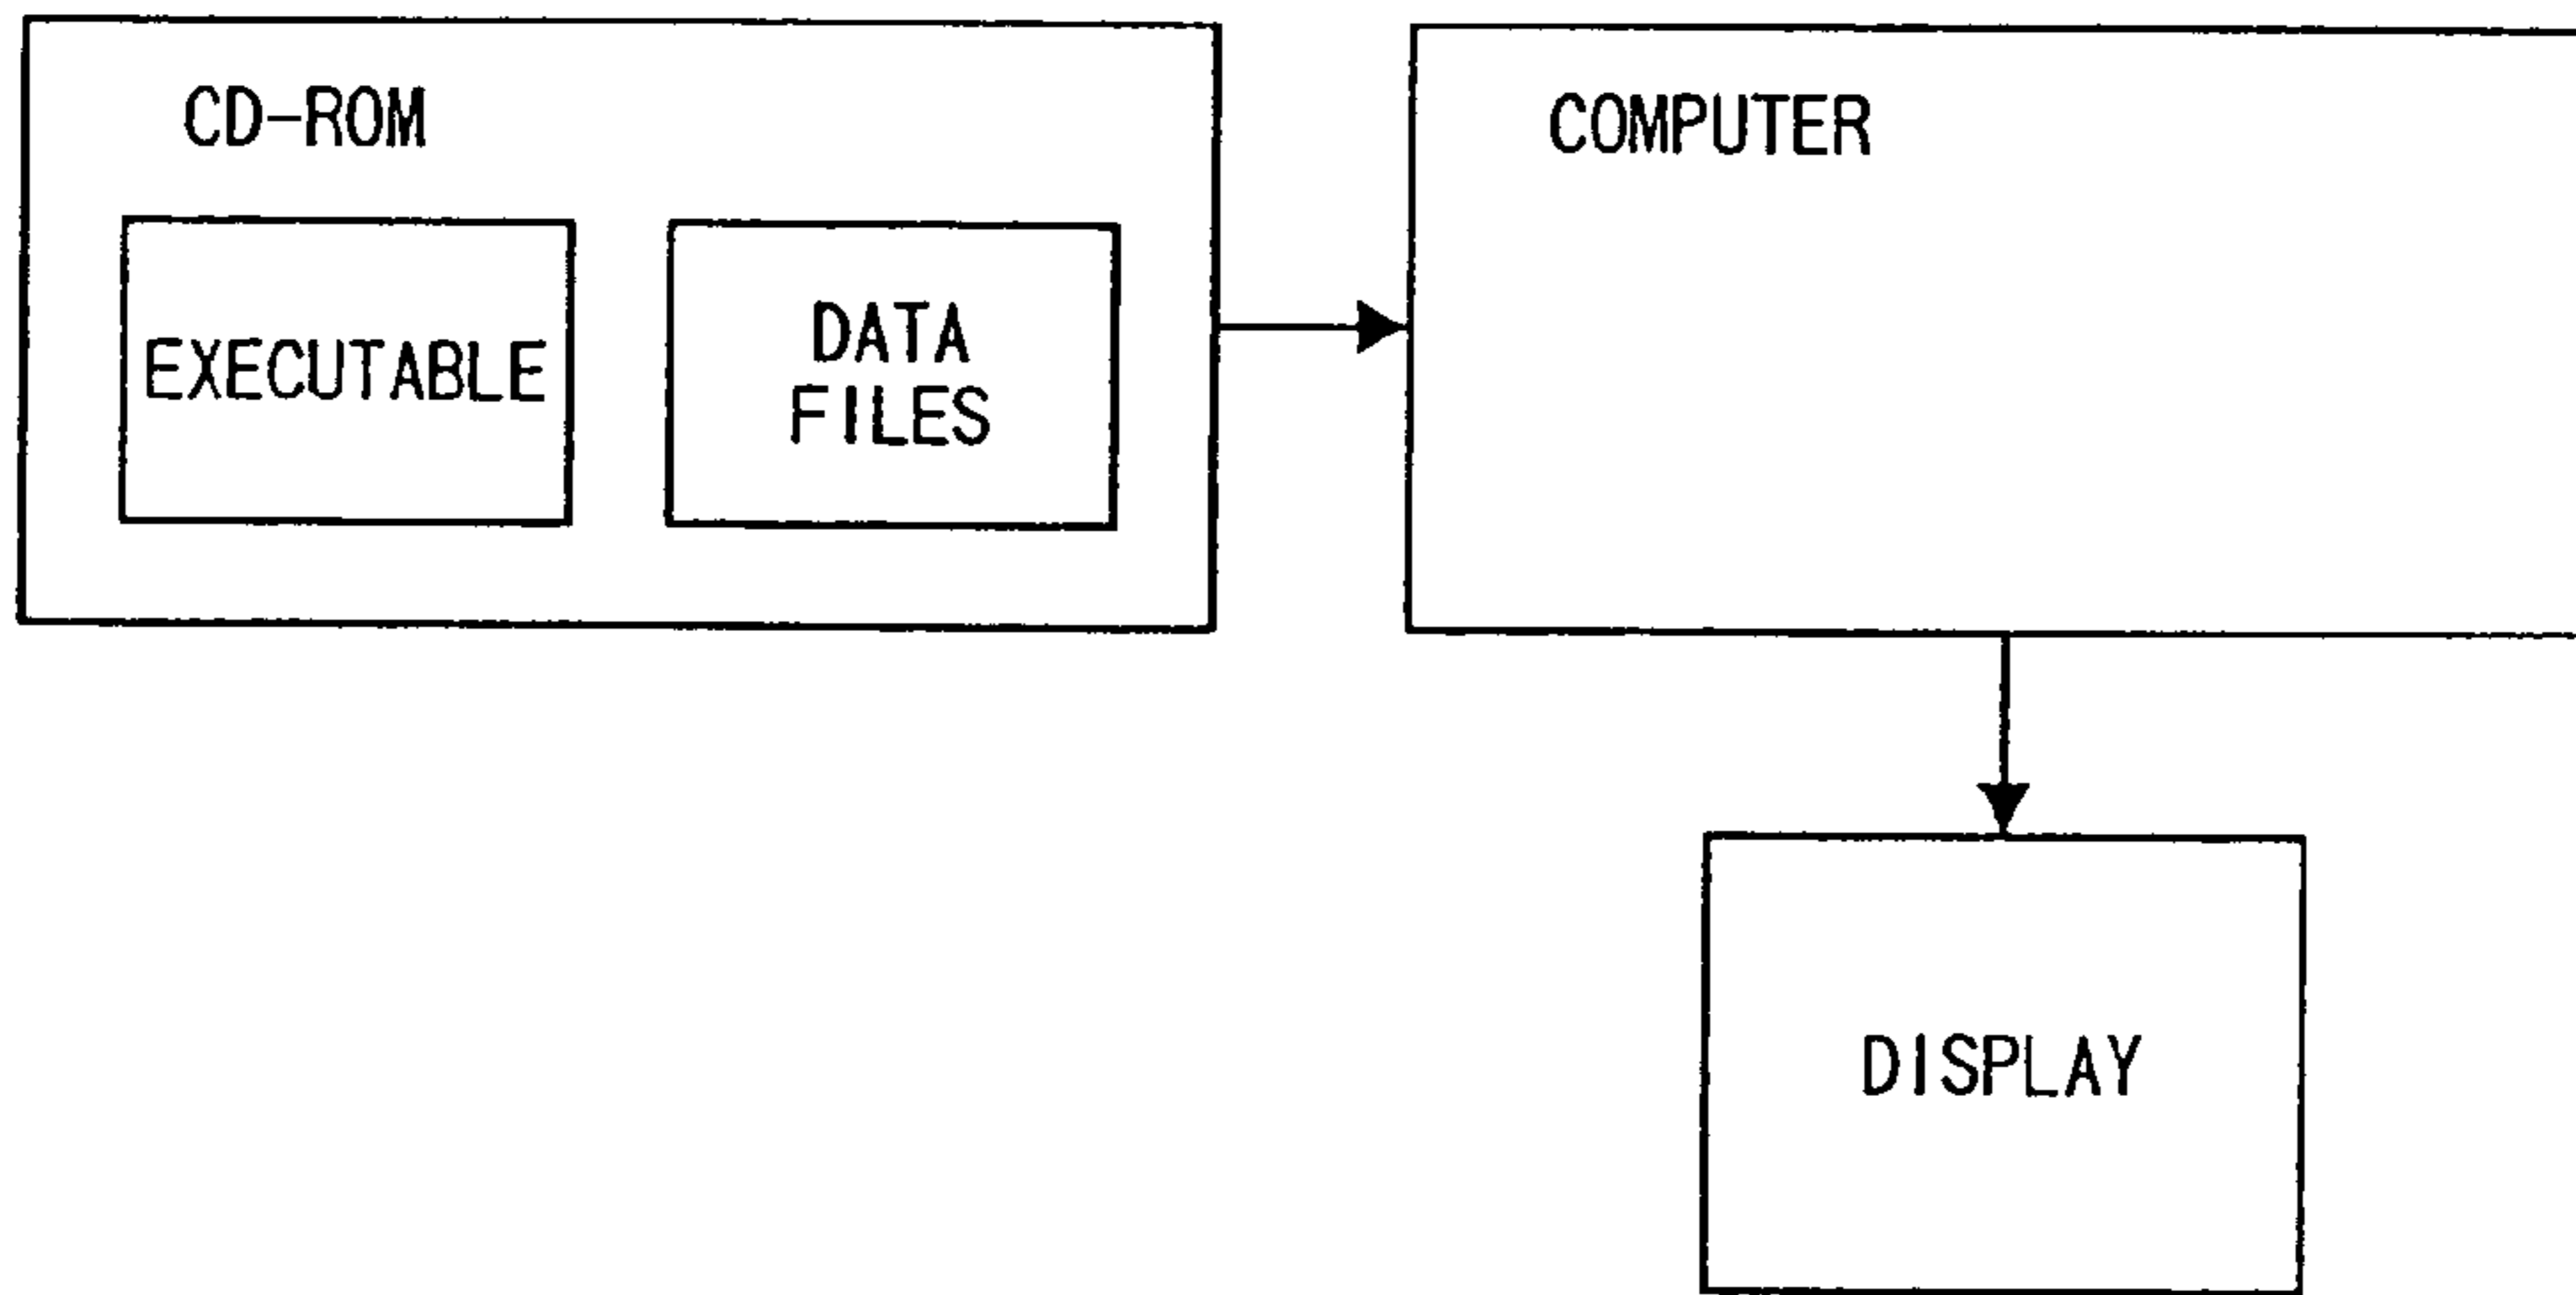 CD-ROM
EXECUTABLE
DATA
FILES
COMPUTER
DISPLAY